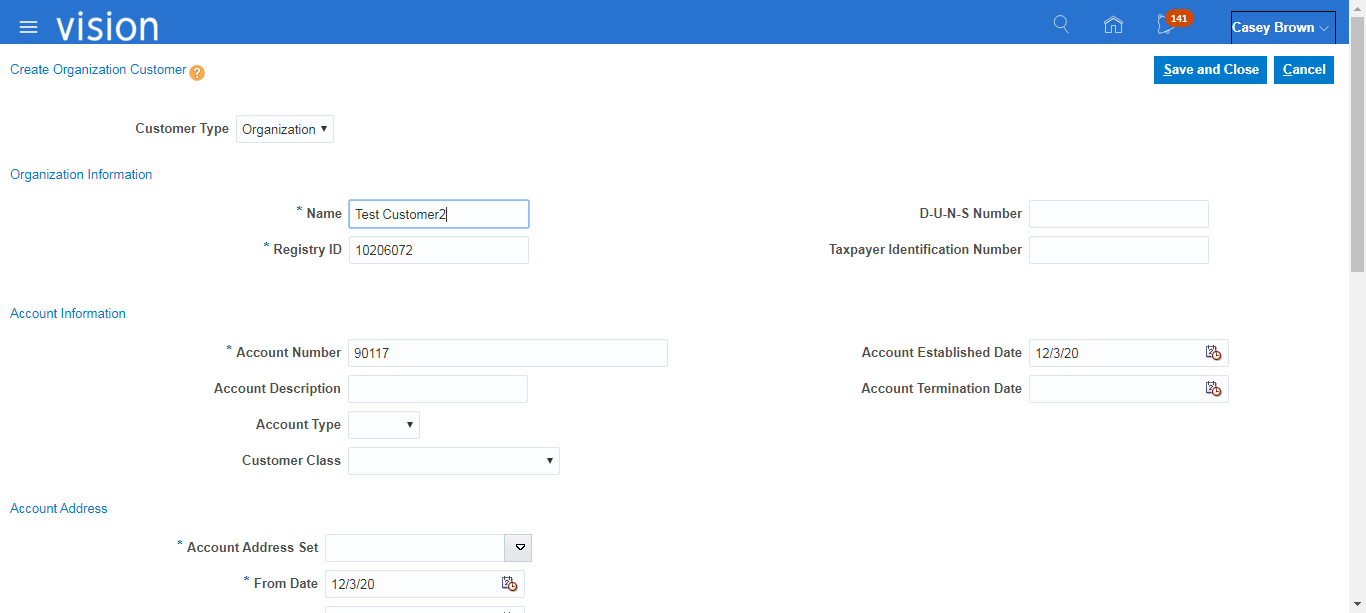 vision
141
Casey Brown
Create Organization Customer ?
Save and Close Cancel
Customer Type Organization
Organization Information
* Name Test Customer2 D-U-N-S Number
* Registry ID 10206072 Taxpayer Identification Number
Account Information
* Account Number 90117 Account Established Date 12/3/20
Account Description Account Termination Date
Account Type
Customer Class
Account Address
* Account Address Set
* From Date 12/3/20